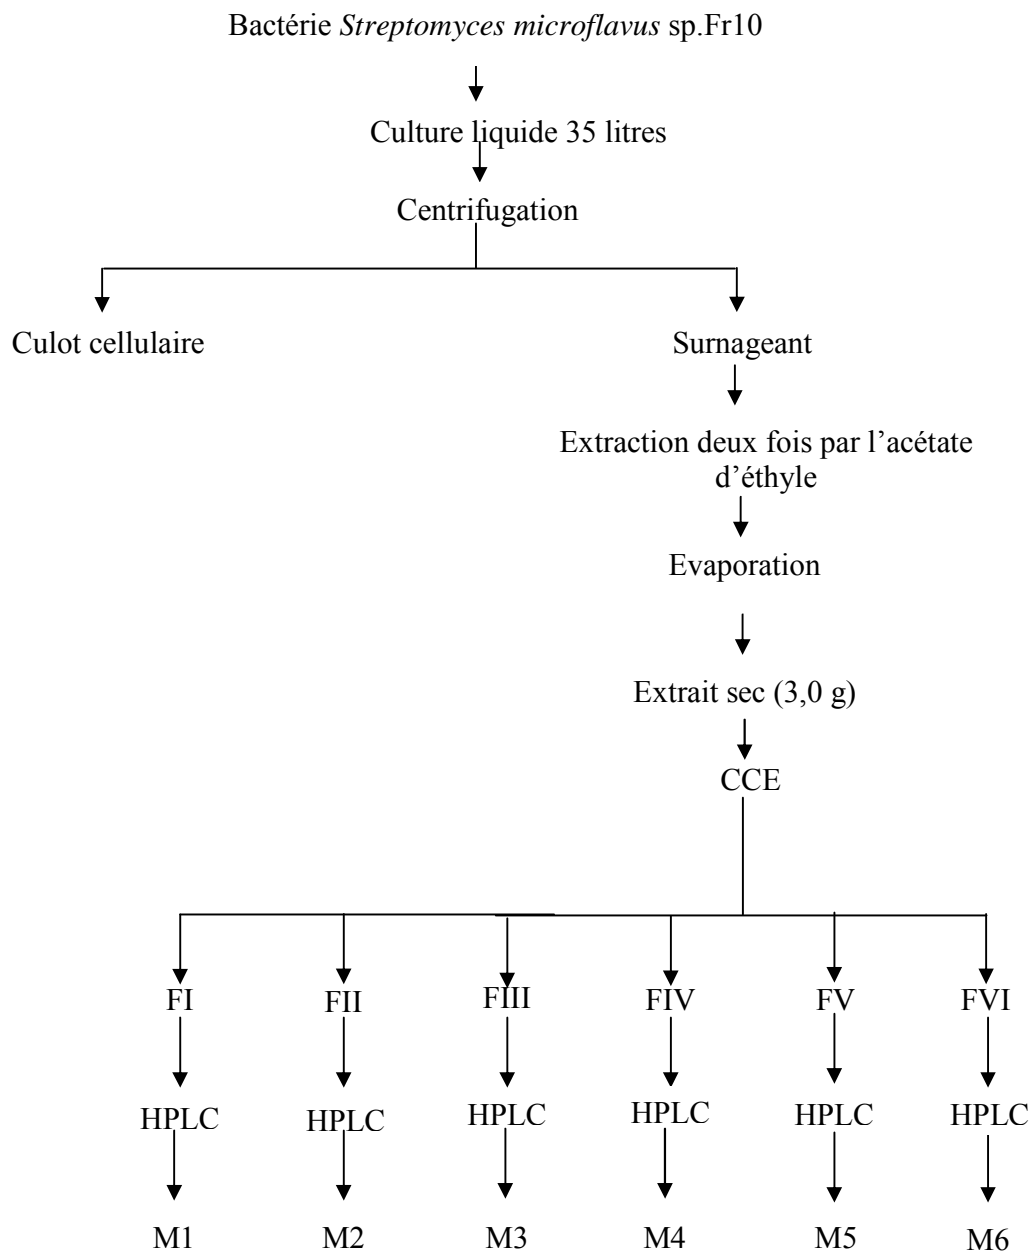 Bactérie Streptomyces microflavus sp.Fr10
Culture liquide 35 litres
Centrifugation
Culot cellulaire
Surnageant
Extraction deux fois par l’acétate
d’éthyle
Evaporation
Extrait sec (3,0 g)
CCE
FI
FII
FIII
FIV
FV
FVI
HPLC
HPLC
HPLC
HPLC
HPLC
HPLC
M1
M2
M3
M4
M5
M6